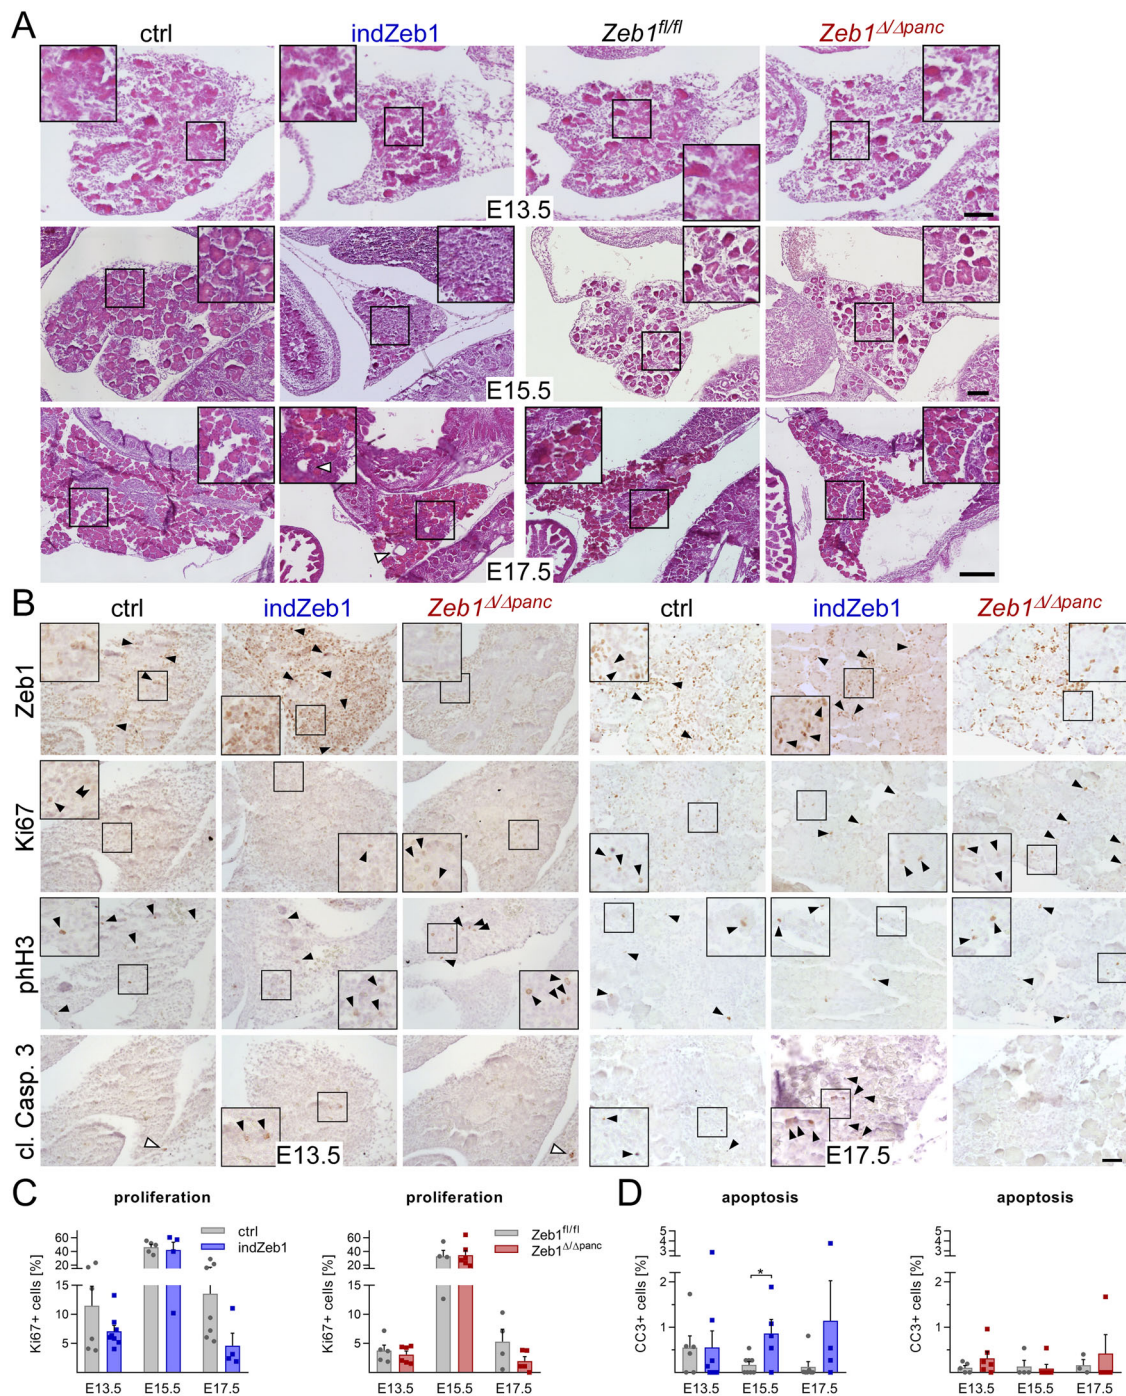 A
ctrl indZeb1 Zeb1fl/fl Zeb1Δ/Δpanc
E13.5
E15.5
E17.5
B
ctrl indZeb1 Zeb1Δ/Δpanc ctrl indZeb1 Zeb1Δ/Δpanc
Zeb1
Ki67
phH3
cl. Casp. 3
E13.5 E17.5
C
proliferation
Ki67+ cells [%]
60
40
20
15
10
5
ctrl
indZeb1
E13.5 E15.5 E17.5
proliferation
Ki67+ cells [%]
60
40
20
15
10
5
Zeb1fl/fl
Zeb1Δ/Δpanc
E13.5 E15.5 E17.5
D
apoptosis
CC3+ cells [%]
5
4
3
2
2
1
0
*
E13.5 E15.5 E17.5
apoptosis
CC3+ cells [%]
5
4
3
2
2
1
0
E13.5 E15.5 E17.5